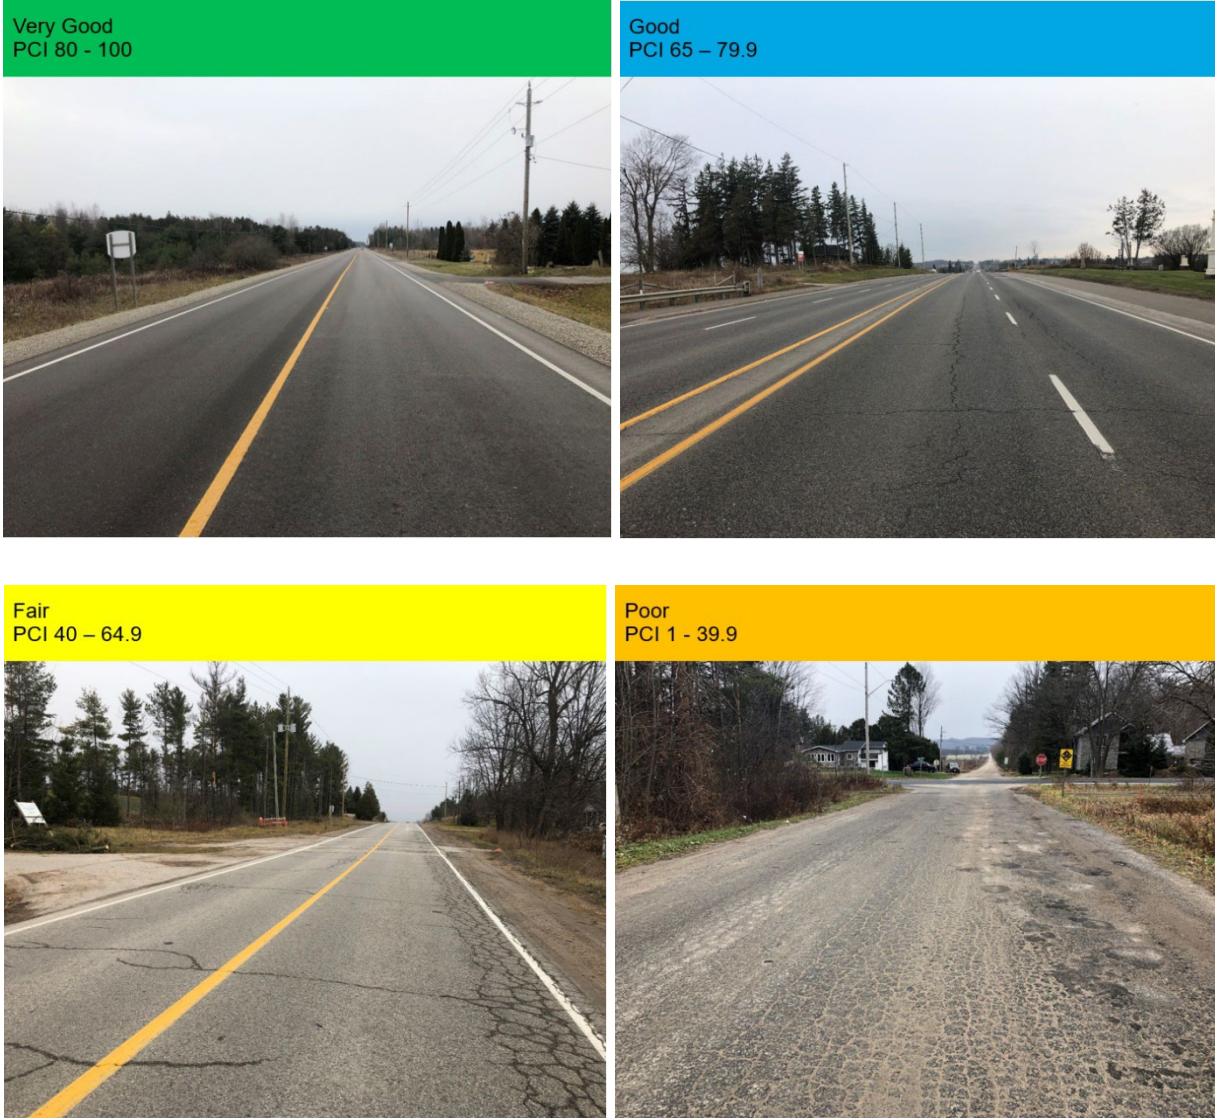 Very Good
PCI 80 - 100
Good
PCI 65 – 79.9
Fair
PCI 40 – 64.9
Poor
PCI 1 - 39.9